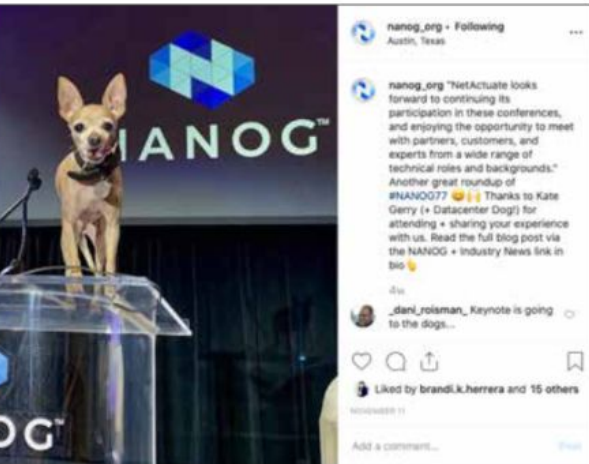 NANOG™
OG™
nanog_org • Following
Austin, Texas
nanog_org "NetActuate looks
forward to continuing its
participation in these conferences,
and enjoying the opportunity to meet
with partners, customers, and
experts from a wide range of
technical roles and backgrounds."
Another great roundup of
#NANOG77 😄🙌 Thanks to Kate
Gerry (+ Datacenter Dog!) for
attending + sharing your experience
with us. Read the full blog post via
the NANOG + Industry News link in
bio👆
4w
_dani_roisman_ Keynote is going
to the dogs...
Liked by brandi.k.herrera and 15 others
NOVEMBER 11
Add a comment...
Post